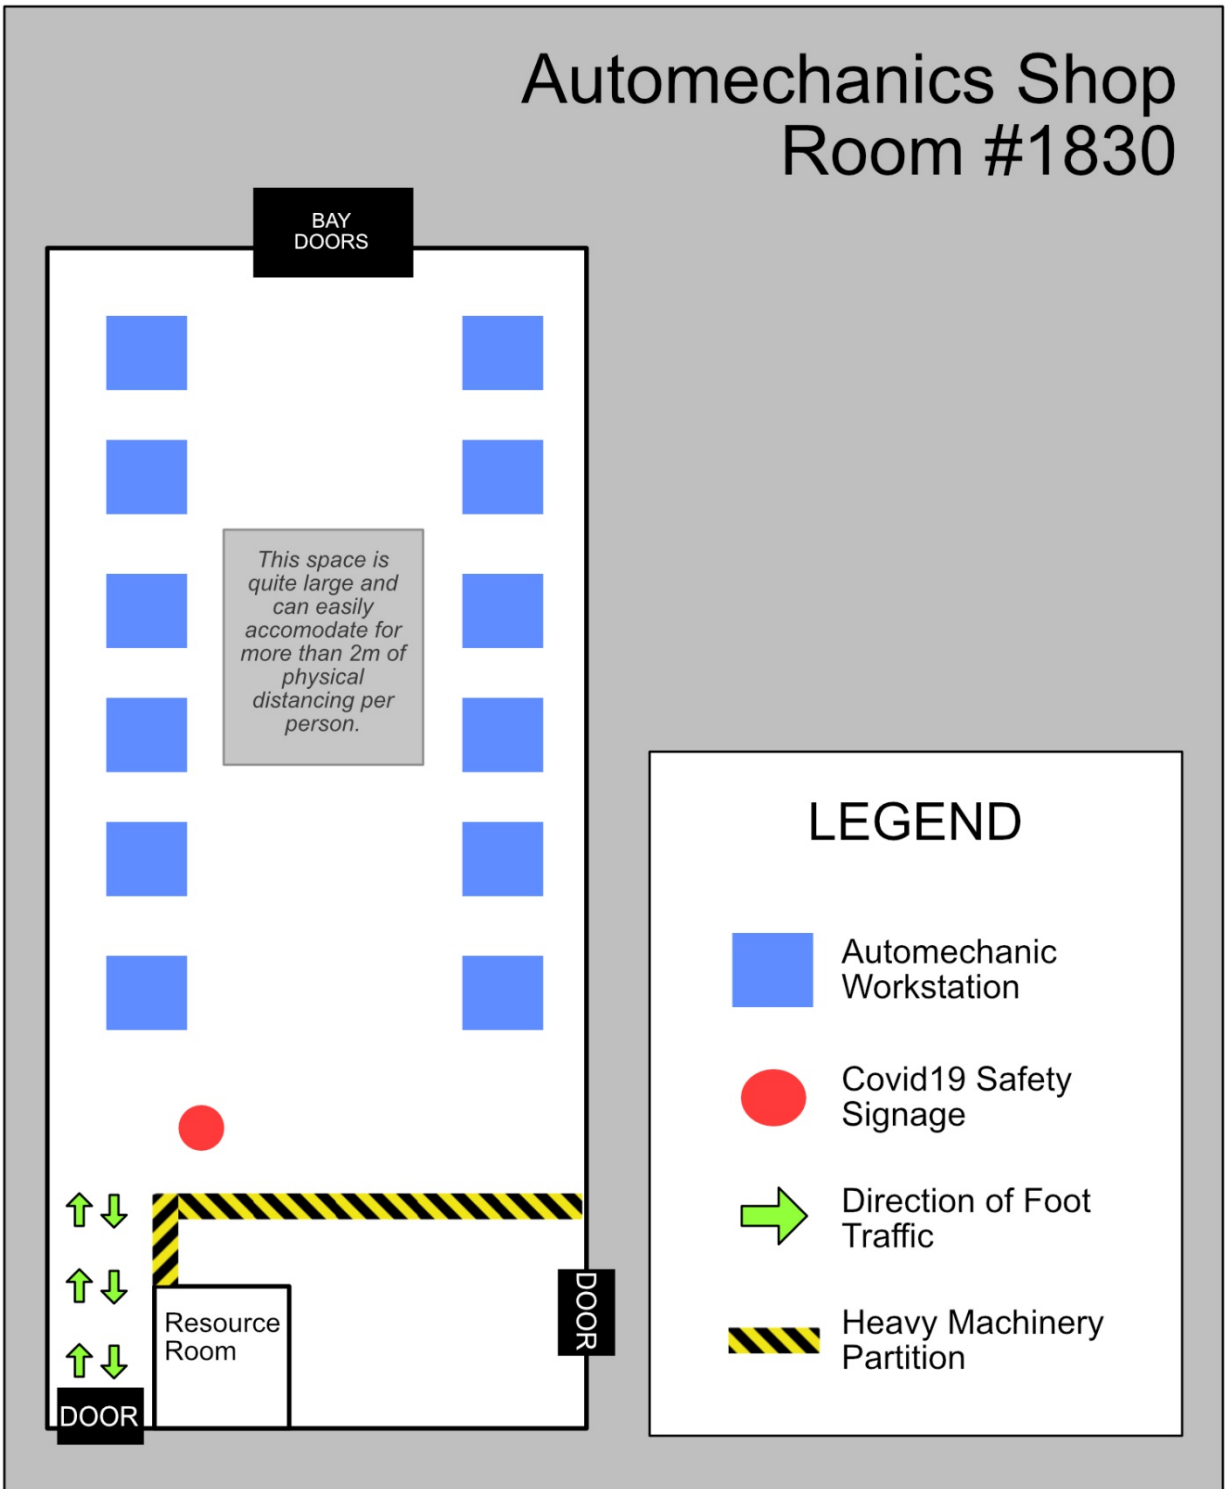 Automechanics Shop
Room #1830
BAY
DOORS
This space is
quite large and
can easily
accomodate for
more than 2m of
physical
distancing per
person.
LEGEND
Automechanic
Workstation
Covid19 Safety
Signage
Direction of Foot
Traffic
Heavy Machinery
Partition
DOOR
Resource
Room
DOOR